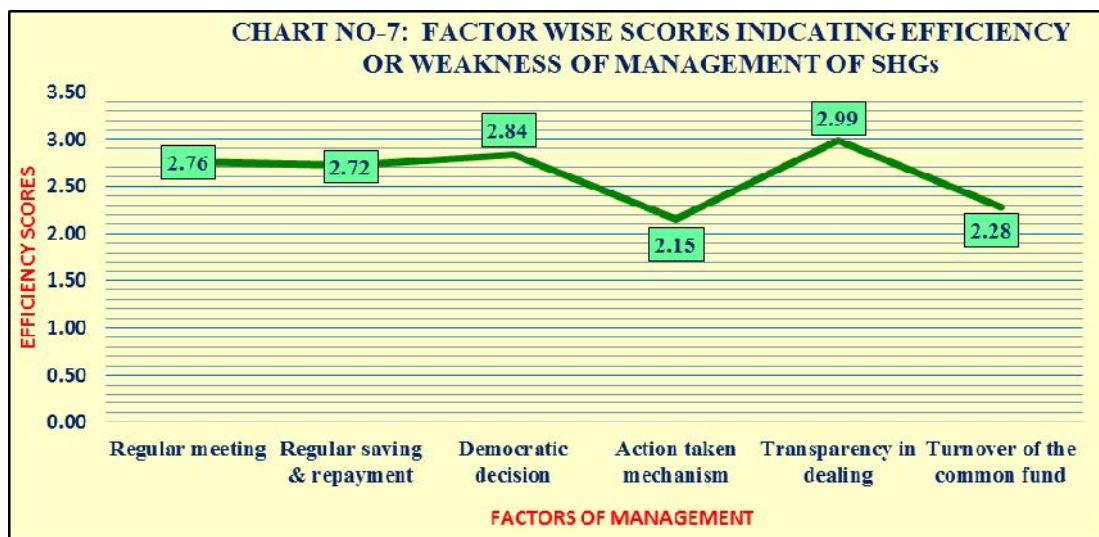 CHART NO-7: FACTOR WISE SCORES INDCATING EFFICIENCY
OR WEAKNESS OF MANAGEMENT OF SHGs
EFFICIENCY SCORES
3.50
3.00
2.50
2.00
1.50
1.00
0.50
0.00
2.76
2.72
2.84
2.15
2.99
2.28
Regular meeting
Regular saving
& repayment
Democratic
decision
Action taken
mechanism
Transparency in
dealing
Turnover of the
common fund
FACTORS OF MANAGEMENT